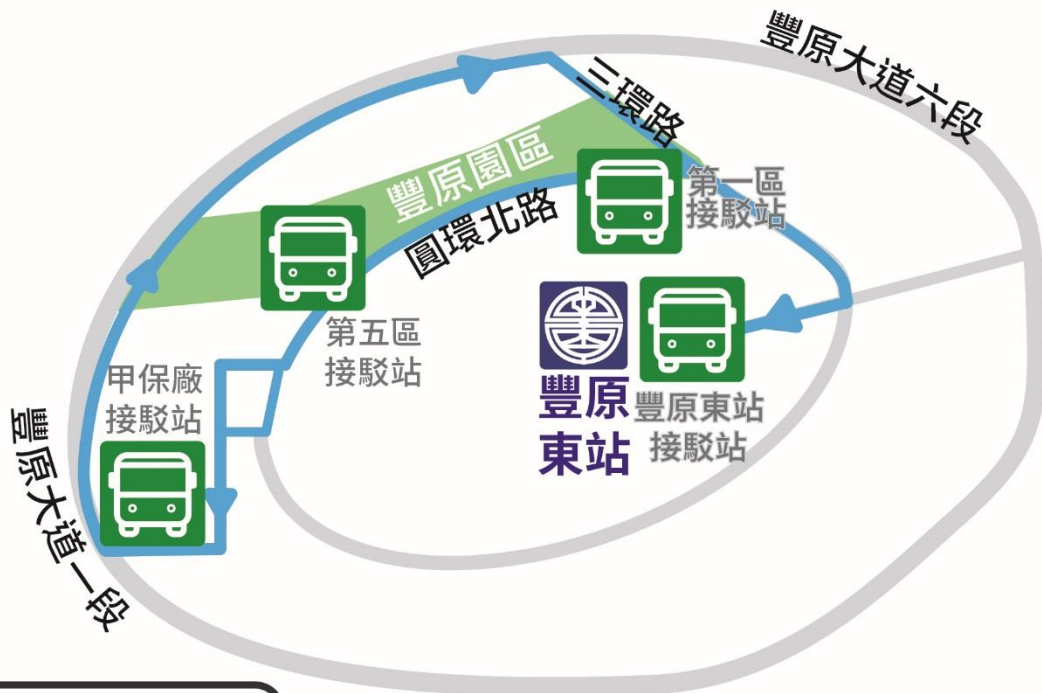 豐原大道六段
三環路
豐原園區
第一區
接駁站
圓環北路
第五區
接駁站
甲保廠
接駁站
豐原
東站
豐原東站
接駁站
豐原大道一段